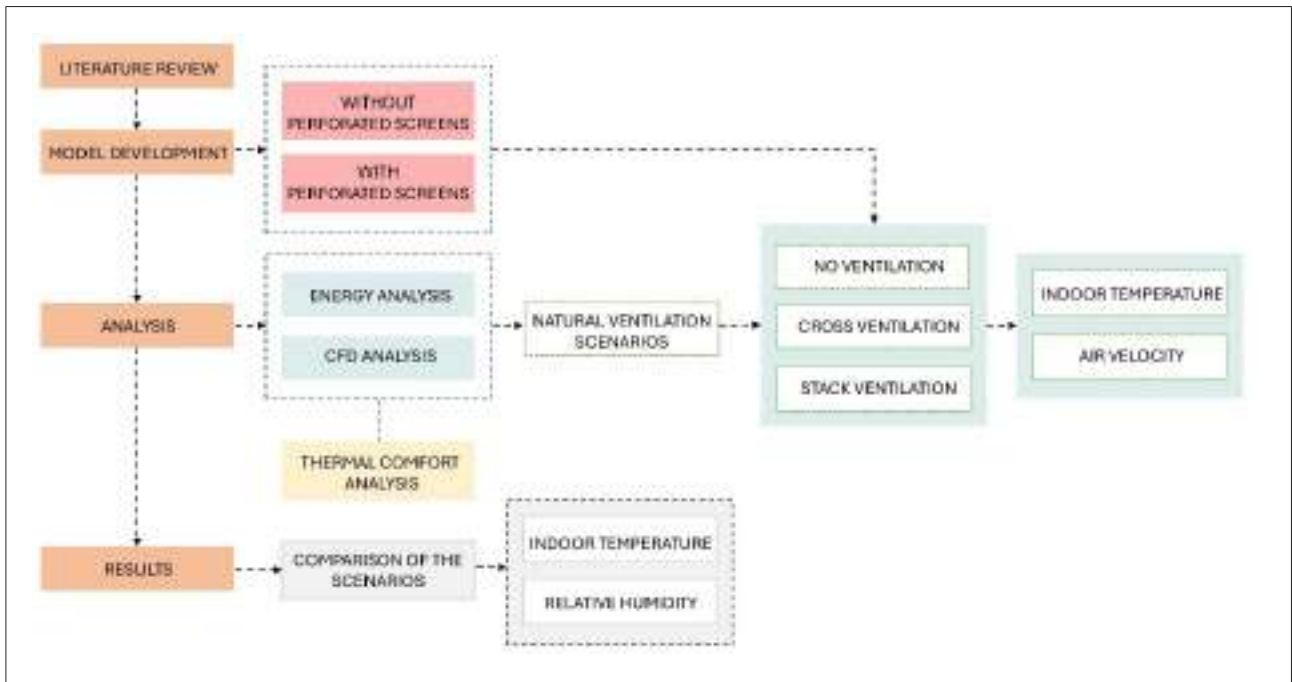 LITERATURE REVIEW
MODEL DEVELOPMENT
WITHOUT
PERFORATED SCREENS
WITH
PERFORATED SCREENS
ANALYSIS
ENERGY ANALYSIS
CFD ANALYSIS
THERMAL COMFORT
ANALYSIS
NATURAL VENTILATION
SCENARIOS
NO VENTILATION
CROSS VENTILATION
STACK VENTILATION
INDOOR TEMPERATURE
AIR VELOCITY
RESULTS
COMPARISON OF THE
SCENARIOS
INDOOR TEMPERATURE
RELATIVE HUMIDITY